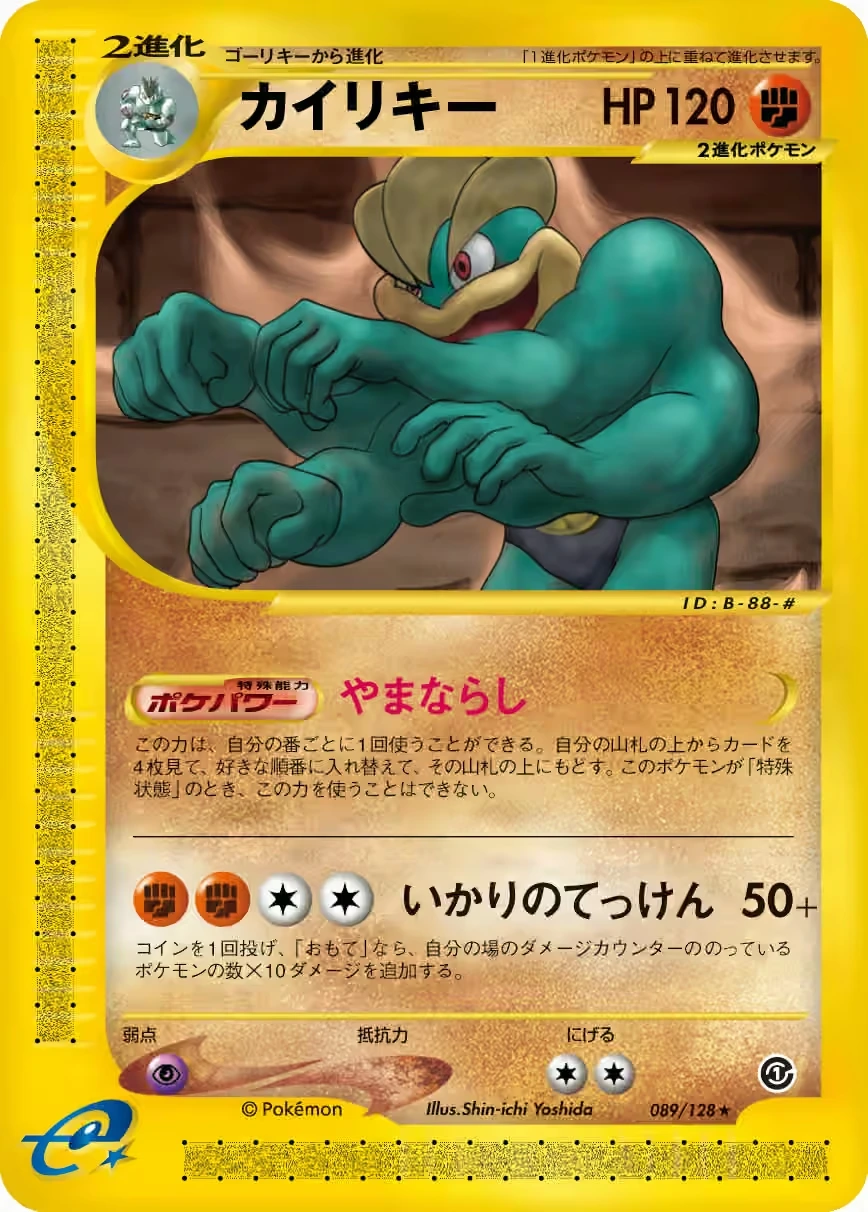 2進化
ゴーリキーから進化
「1進化ポケモン」の上に重ねて進化させます。
カイリキー HP 120
2進化ポケモン
ID : B - 88 - #
特殊能力
ポケパワー やまならし
この力は、自分の番ごとに1回使うことができる。自分の山札の上からカードを
4枚見て、好きな順番に入れ替えて、その山札の上にもどす。このポケモンが「特殊
状態」のとき、この力を使うことはできない。
いかりのてっけん 50+
コインを1回投げ、「おもて」なら、自分の場のダメージカウンターののっている
ポケモンの数×10ダメージを追加する。
弱点 抵抗力 にげる
1
© Pokémon Illus.Shin-ichi Yoshida 089/128★
e